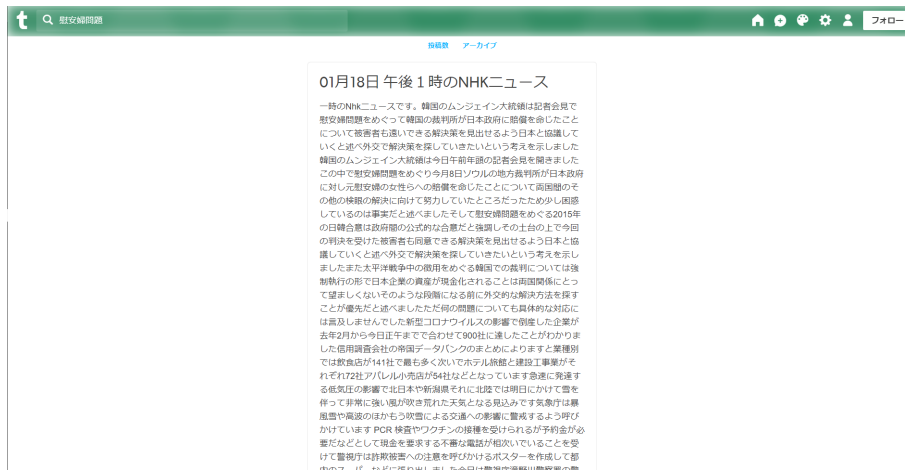 t 慰安婦問題 フォロー
投稿数 アーカイブ
01月18日 午後１時のNHKニュース
一時のNhkニュースです。韓国のムンジェイン大統領は記者会見で
慰安婦問題をめぐって韓国の裁判所が日本政府に賠償を命じたこと
について被害者も遠いできる解決策を見出せるよう日本と協議して
いくと述べ外交で解決策を探していきたいという考えを示しました
韓国のムンジェイン大統領は今日午前年頭の記者会見を開きました
この中で慰安婦問題をめぐり今月8日ソウルの地方裁判所が日本政府
に対し元慰安婦の女性らへの賠償を命じたことについて両国間のそ
の他の検眼の解決に向けて努力していたところだったため少し困惑
しているのは事実だと述べましたそして慰安婦問題をめぐる2015年
の日韓合意は政府間の公式的な合意だと強調しその土台の上で今回
の判決を受けた被害者も同意できる解決策を見出せるよう日本と協
議していくと述べ外交で解決策を探していきたいという考えを示し
ましたまた太平洋戦争中の徴用をめぐる韓国での裁判については強
制執行の形で日本企業の資産が現金化されることは両国関係にとっ
て望ましくないそのような段階になる前に外交的な解決方法を探す
ことが優先だと述べましたただ何の問題についても具体的な対応に
は言及しませんでした新型コロナウイルスの影響で倒産した企業が
去年2月から今日正午までで合わせて900社に達したことがわかりま
した信用調査会社の帝国データバンクのまとめによりますと業種別
では飲食店が141社で最も多く次いでホテル旅館と建設工事業がそ
れぞれ72社アパレル小売店が54社などとなっています急速に発達す
る低気圧の影響で北日本や新潟県それに北陸では明日にかけて雪を
伴って非常に強い風が吹き荒れた天気となる見込みです気象庁は暴
風雪や高波のほかもう吹雪による交通への影響に警戒するよう呼び
かけています PCR 検査やワクチンの接種を受けられるが予約金が必
要だなどとして現金を要求する不審な電話が相次いでいることを受
けて警視庁は詐欺被害への注意を呼びかけるポスターを作成して都